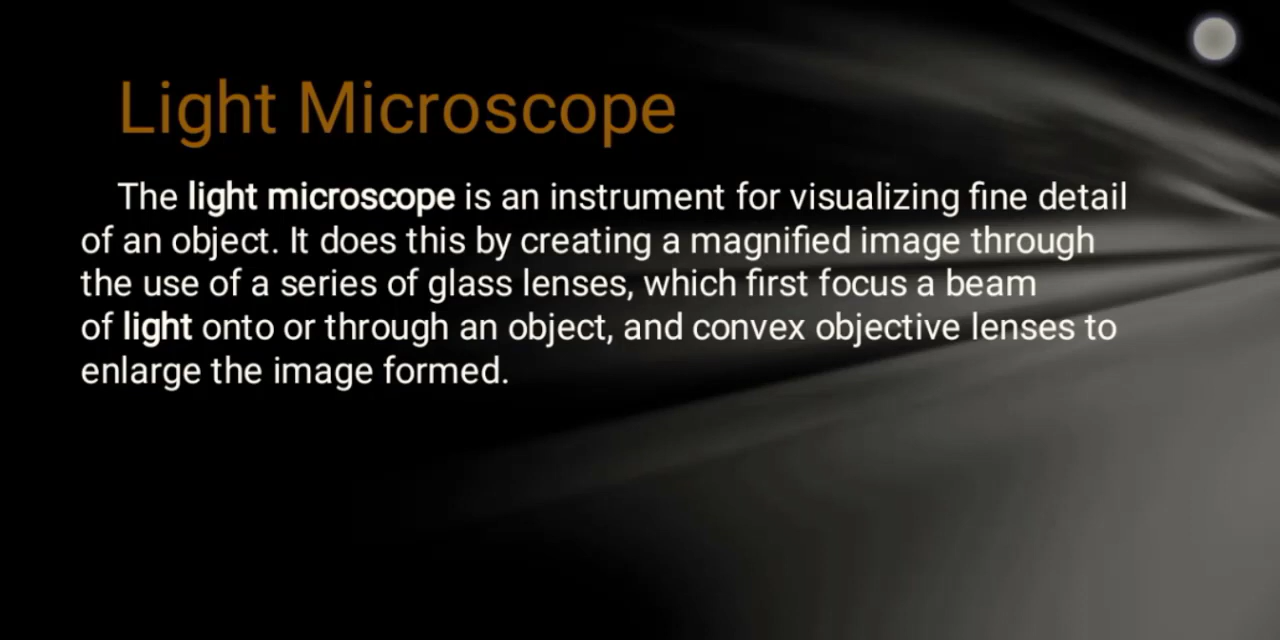 Light Microscope
The light microscope is an instrument for visualizing fine detail
of an object. It does this by creating a magnified image through
the use of a series of glass lenses, which first focus a beam
of light onto or through an object, and convex objective lenses to
enlarge the image formed.